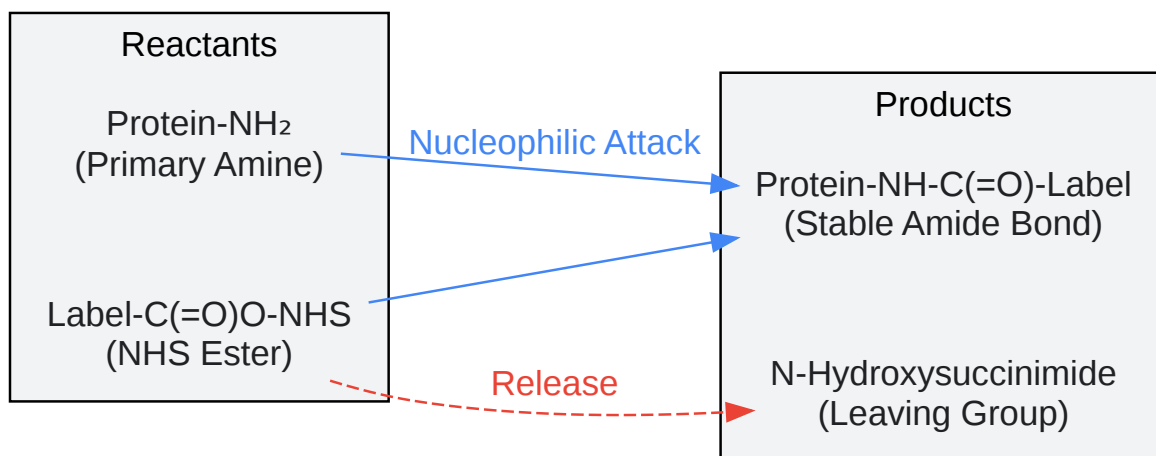 Reactants
Protein-NH₂
(Primary Amine)
Label-C(=O)O-NHS
(NHS Ester)
Nucleophilic Attack
Release
Products
Protein-NH-C(=O)-Label
(Stable Amide Bond)
N-Hydroxysuccinimide
(Leaving Group)